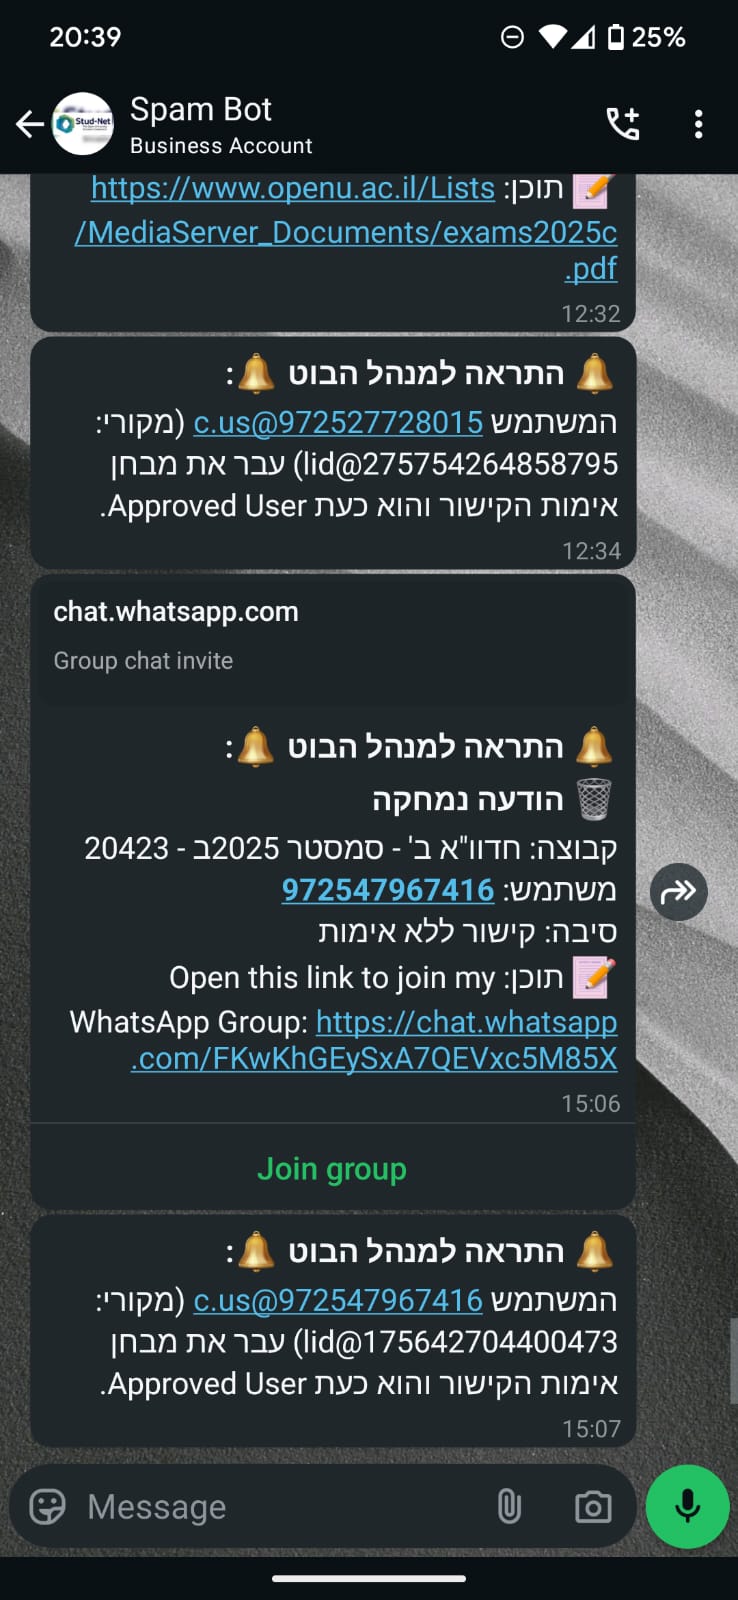 20:39
25%
Stud-Net
Spam Bot
Business Account
📝 תוכן: https://www.openu.ac.il/Lists
/MediaServer_Documents/exams2025c
.pdf
12:32
🔔 התראה למנהל הבוט 🔔:
המשתמש 972527728015@c.us (מקורי:
275754264858795@lid) עבר את מבחן
אימות הקישור והוא כעת Approved User.
12:34
chat.whatsapp.com
Group chat invite
🔔 התראה למנהל הבוט 🔔:
🗑️ הודעה נמחקה
קבוצה: חדוו"א ב' - סמסטר 2025ב - 20423
משתמש: 972547967416
סיבה: קישור ללא אימות
📝 תוכן: Open this link to join my
WhatsApp Group: https://chat.whatsapp
.com/FKwKhGEySxA7QEVxc5M85X
15:06
Join group
🔔 התראה למנהל הבוט 🔔:
המשתמש 972547967416@c.us (מקורי:
175642704400473@lid) עבר את מבחן
אימות הקישור והוא כעת Approved User.
15:07
Message